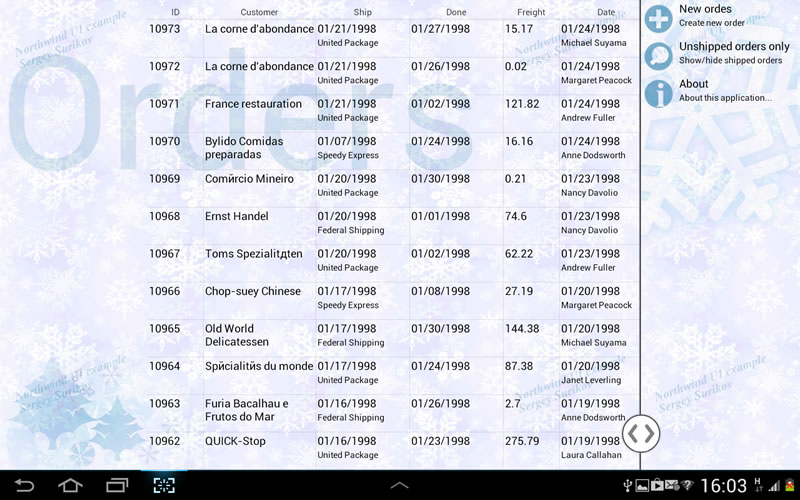 Orders
ID Customer Ship Done Freight Date
10973 La corne d'abondance 01/21/1998 01/27/1998 15.17 01/24/1998
United Package Michael Suyama
10972 La corne d'abondance 01/21/1998 01/26/1998 0.02 01/24/1998
United Package Margaret Peacock
10971 France restauration 01/21/1998 01/02/1998 121.82 01/24/1998
United Package Andrew Fuller
10970 Bylido Comidas 01/07/1998 01/24/1998 16.16 01/24/1998
preparadas Speedy Express Anne Dodsworth
10969 Comйrcio Mineiro 01/20/1998 01/30/1998 0.21 01/23/1998
United Package Nancy Davolio
10968 Ernst Handel 01/20/1998 01/01/1998 74.6 01/23/1998
Federal Shipping Nancy Davolio
10967 Toms Spezialitдten 01/20/1998 01/02/1998 62.22 01/23/1998
United Package Andrew Fuller
10966 Chop-suey Chinese 01/17/1998 01/08/1998 27.19 01/20/1998
Speedy Express Margaret Peacock
10965 Old World 01/17/1998 01/30/1998 144.38 01/20/1998
Delicatessen Federal Shipping Michael Suyama
10964 Spйcialitйs du monde 01/17/1998 01/24/1998 87.38 01/20/1998
United Package Janet Leverling
10963 Furia Bacalhau e 01/16/1998 01/26/1998 2.7 01/19/1998
Frutos do Mar Federal Shipping Anne Dodsworth
10962 QUICK-Stop 01/16/1998 01/23/1998 275.79 01/19/1998
United Package Laura Callahan
New ordes
Create new order
Unshipped orders only
Show/hide shipped orders
About
About this application...
Northwind UI example
Sergey Surikov
Northwind UI example
Sergey Surikov
Northwind UI example
Sergey Surikov
16:03
H